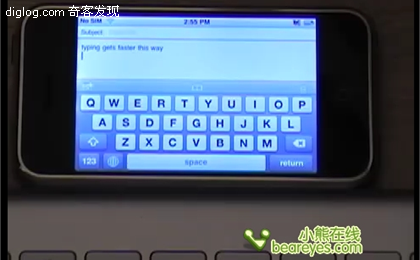 diglog.com 奇客发现
No SIM 2:55 PM
Subject:
typing gets faster this way
Q W E R T Y U I O P
A S D F G H J K L
Z X C V B N M
123 space return
小熊在线
beareyes.com